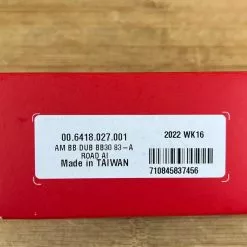 00.6418.027.001
2022 WK16
AM BB DUB BB30 83-A
ROAD AI
Made in TAIWAN
710845837456